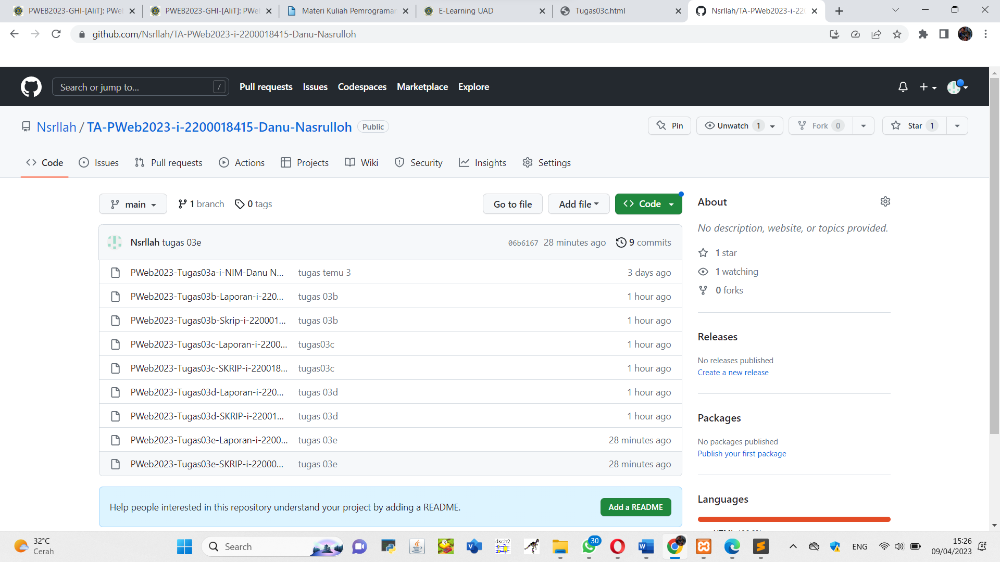 PWEB2023-GHI-[AliT]: PWe
PWEB2023-GHI-[AliT]: PWe
Materi Kuliah Pemrograman
E-Learning UAD
Tugas03c.html
Nsrllah/TA-PWeb2023-i-220
github.com/Nsrllah/TA-PWeb2023-i-2200018415-Danu-Nasrulloh
Search or jump to... /
Pull requests Issues Codespaces Marketplace Explore
Nsrllah / TA-PWeb2023-i-2200018415-Danu-Nasrulloh Public
Pin Unwatch 1 Fork 0 Star 1
Code Issues Pull requests Actions Projects Wiki Security Insights Settings
main 1 branch 0 tags Go to file Add file Code
Nsrllah tugas 03e 06b6167 28 minutes ago 9 commits
PWeb2023-Tugas03a-i-NIM-Danu N... tugas temu 3 3 days ago
PWeb2023-Tugas03b-Laporan-i-220... tugas 03b 1 hour ago
PWeb2023-Tugas03b-Skrip-i-220001... tugas 03b 1 hour ago
PWeb2023-Tugas03c-Laporan-i-2200... tugas03c 1 hour ago
PWeb2023-Tugas03c-SKRIP-i-220018... tugas03c 1 hour ago
PWeb2023-Tugas03d-Laporan-i-220... tugas 03d 1 hour ago
PWeb2023-Tugas03d-SKRIP-i-22001... tugas 03d 1 hour ago
PWeb2023-Tugas03e-Laporan-i-2200... tugas 03e 28 minutes ago
PWeb2023-Tugas03e-SKRIP-i-22000... tugas 03e 28 minutes ago
Help people interested in this repository understand your project by adding a README. Add a README
About
No description, website, or topics provided.
1 star
1 watching
0 forks
Releases
No releases published
Create a new release
Packages
No packages published
Publish your first package
Languages
32°C
Cerah
Search
dsch2
30
ENG
15:26
09/04/2023